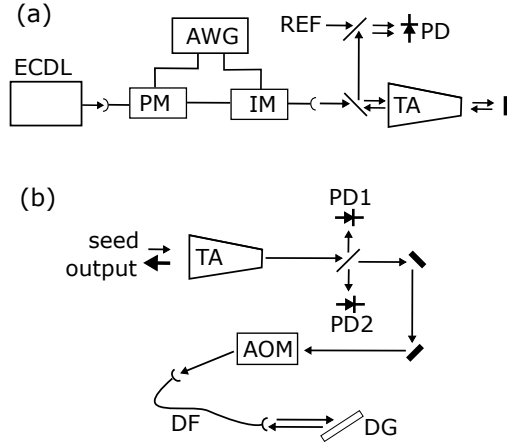 (a)
AWG
REF
PD
ECDL
PM
IM
TA
(b)
PD1
seed
output
TA
PD2
AOM
DF
DG